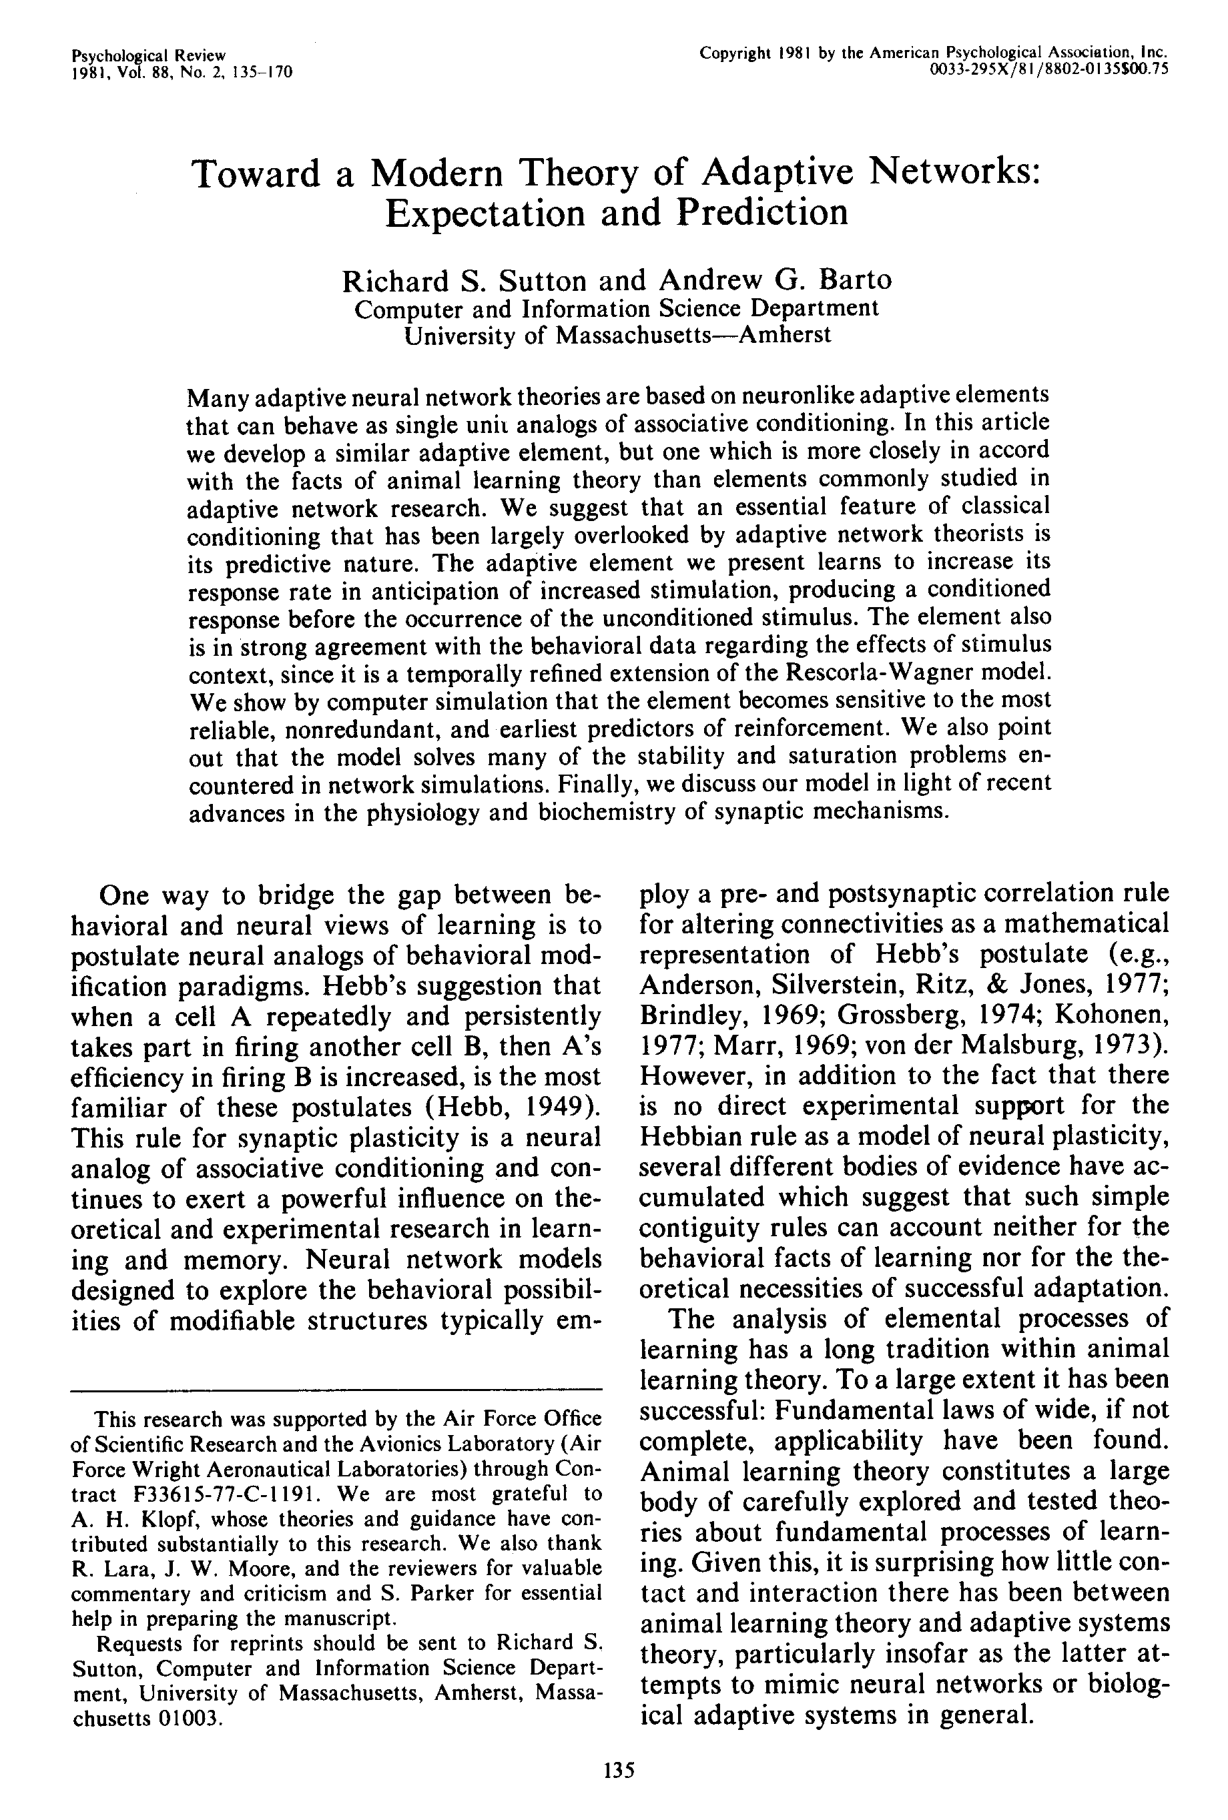 Psychological Review
1981, Vol. 88, No. 2, 135-170
Copyright 1981 by the American Psychological Association, Inc.
0033-295X/81/8802-0135$00.75
Toward a Modern Theory of Adaptive Networks:
Expectation and Prediction
Richard S. Sutton and Andrew G. Barto
Computer and Information Science Department
University of Massachusetts—Amherst
Many adaptive neural network theories are based on neuronlike adaptive elements
that can behave as single unit analogs of associative conditioning. In this article
we develop a similar adaptive element, but one which is more closely in accord
with the facts of animal learning theory than elements commonly studied in
adaptive network research. We suggest that an essential feature of classical
conditioning that has been largely overlooked by adaptive network theorists is
its predictive nature. The adaptive element we present learns to increase its
response rate in anticipation of increased stimulation, producing a conditioned
response before the occurrence of the unconditioned stimulus. The element also
is in strong agreement with the behavioral data regarding the effects of stimulus
context, since it is a temporally refined extension of the Rescorla-Wagner model.
We show by computer simulation that the element becomes sensitive to the most
reliable, nonredundant, and earliest predictors of reinforcement. We also point
out that the model solves many of the stability and saturation problems en-
countered in network simulations. Finally, we discuss our model in light of recent
advances in the physiology and biochemistry of synaptic mechanisms.
One way to bridge the gap between be-
havioral and neural views of learning is to
postulate neural analogs of behavioral mod-
ification paradigms. Hebb's suggestion that
when a cell A repeatedly and persistently
takes part in firing another cell B, then A's
efficiency in firing B is increased, is the most
familiar of these postulates (Hebb, 1949).
This rule for synaptic plasticity is a neural
analog of associative conditioning and con-
tinues to exert a powerful influence on the-
oretical and experimental research in learn-
ing and memory. Neural network models
designed to explore the behavioral possibil-
ities of modifiable structures typically em-
This research was supported by the Air Force Office
of Scientific Research and the Avionics Laboratory (Air
Force Wright Aeronautical Laboratories) through Con-
tract F33615-77-C-1191. We are most grateful to
A. H. Klopf, whose theories and guidance have con-
tributed substantially to this research. We also thank
R. Lara, J. W. Moore, and the reviewers for valuable
commentary and criticism and S. Parker for essential
help in preparing the manuscript.
Requests for reprints should be sent to Richard S.
Sutton, Computer and Information Science Depart-
ment, University of Massachusetts, Amherst, Massa-
chusetts 01003.
ploy a pre- and postsynaptic correlation rule
for altering connectivities as a mathematical
representation of Hebb's postulate (e.g.,
Anderson, Silverstein, Ritz, & Jones, 1977;
Brindley, 1969; Grossberg, 1974; Kohonen,
1977; Marr, 1969; von der Malsburg, 1973).
However, in addition to the fact that there
is no direct experimental support for the
Hebbian rule as a model of neural plasticity,
several different bodies of evidence have ac-
cumulated which suggest that such simple
contiguity rules can account neither for the
behavioral facts of learning nor for the the-
oretical necessities of successful adaptation.
The analysis of elemental processes of
learning has a long tradition within animal
learning theory. To a large extent it has been
successful: Fundamental laws of wide, if not
complete, applicability have been found.
Animal learning theory constitutes a large
body of carefully explored and tested theo-
ries about fundamental processes of learn-
ing. Given this, it is surprising how little con-
tact and interaction there has been between
animal learning theory and adaptive systems
theory, particularly insofar as the latter at-
tempts to mimic neural networks or biolog-
ical adaptive systems in general.
135